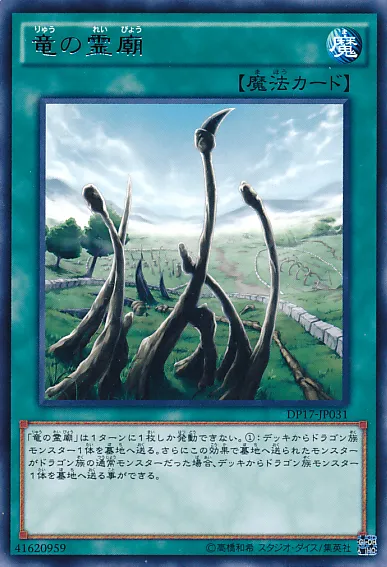 竜の霊廟
りゅう れい びょう
魔
【魔法カード】
まほう
DP17-JP031
「竜の霊廟」は1ターンに1枚しか発動できない。①:デッキからドラゴン族
モンスター1体を墓地へ送る。さらにこの効果で墓地へ送られたモンスター
がドラゴン族の通常モンスターだった場合、デッキからドラゴン族モンスター
1体を墓地へ送る事ができる。
41620959
©高橋和希 スタジオ・ダイス/集英社